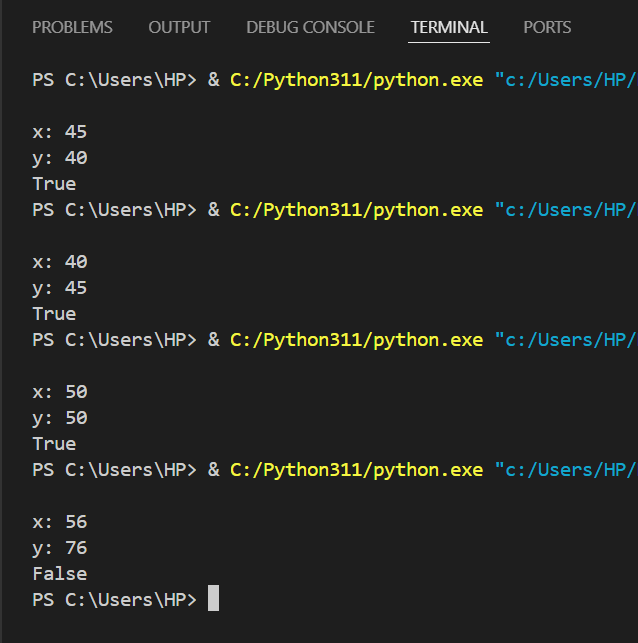 PROBLEMS OUTPUT DEBUG CONSOLE TERMINAL PORTS
PS C:\Users\HP> & C:/Python311/python.exe "c:/Users/HP/
x: 45
y: 40
True
PS C:\Users\HP> & C:/Python311/python.exe "c:/Users/HP/
x: 40
y: 45
True
PS C:\Users\HP> & C:/Python311/python.exe "c:/Users/HP/
x: 50
y: 50
True
PS C:\Users\HP> & C:/Python311/python.exe "c:/Users/HP/
x: 56
y: 76
False
PS C:\Users\HP>